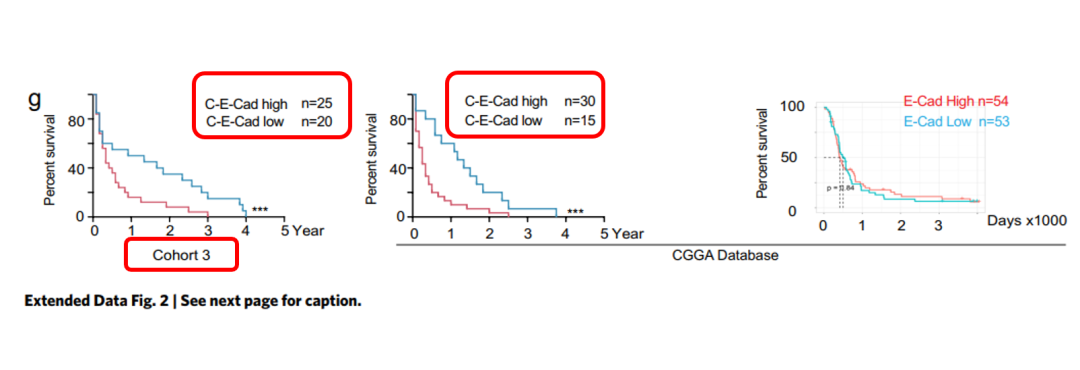 g
Percent survival
80
40
0
C-E-Cad high n=25
C-E-Cad low n=20
***
0 1 2 3 4 5 Year
Cohort 3
Percent survival
80
40
0
C-E-Cad high n=30
C-E-Cad low n=15
***
0 1 2 3 4 5 Year
Percent survival
100
50
0
E-Cad High n=54
E-Cad Low n=53
0 1 2 3 Days x1000
CGGA Database
Extended Data Fig. 2 | See next page for caption.